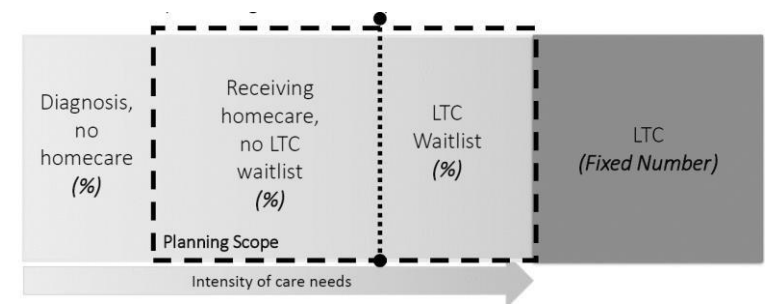 Diagnosis,
no
homecare
(%)
Receiving
homecare,
no LTC
waitlist
(%)
LTC
Waitlist
(%)
LTC
(Fixed Number)
Planning Scope
Intensity of care needs